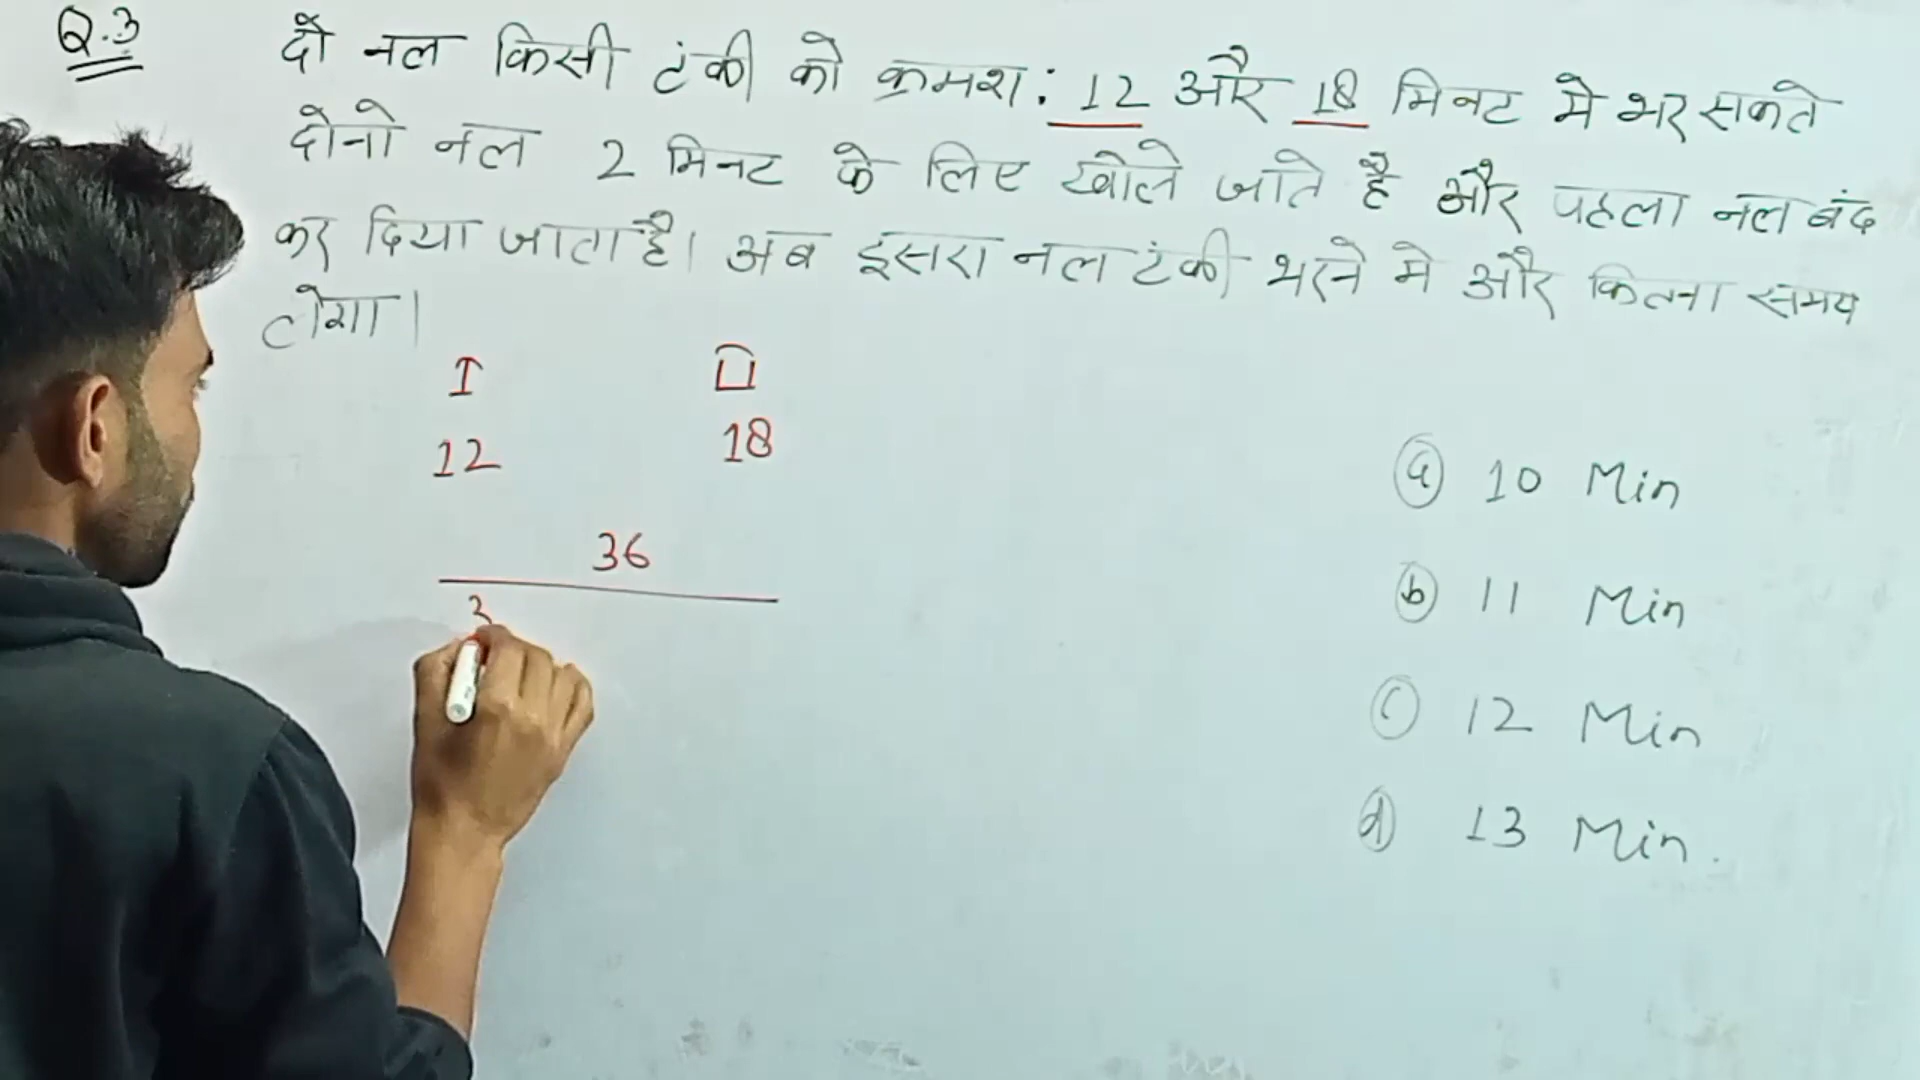 Q.3
दो नल किसी टंकी को क्रमश: 12 और 18 मिनट मे भर सकते
दोनो नल 2 मिनट के लिए खोले जाते है और पहला नल बंद
कर दिया जाता है। अब दूसरा नल टंकी भरने मे और कितना समय
लेगा।
I II
12 18
36
3
(a) 10 Min
(b) 11 Min
(c) 12 Min
(d) 13 Min.